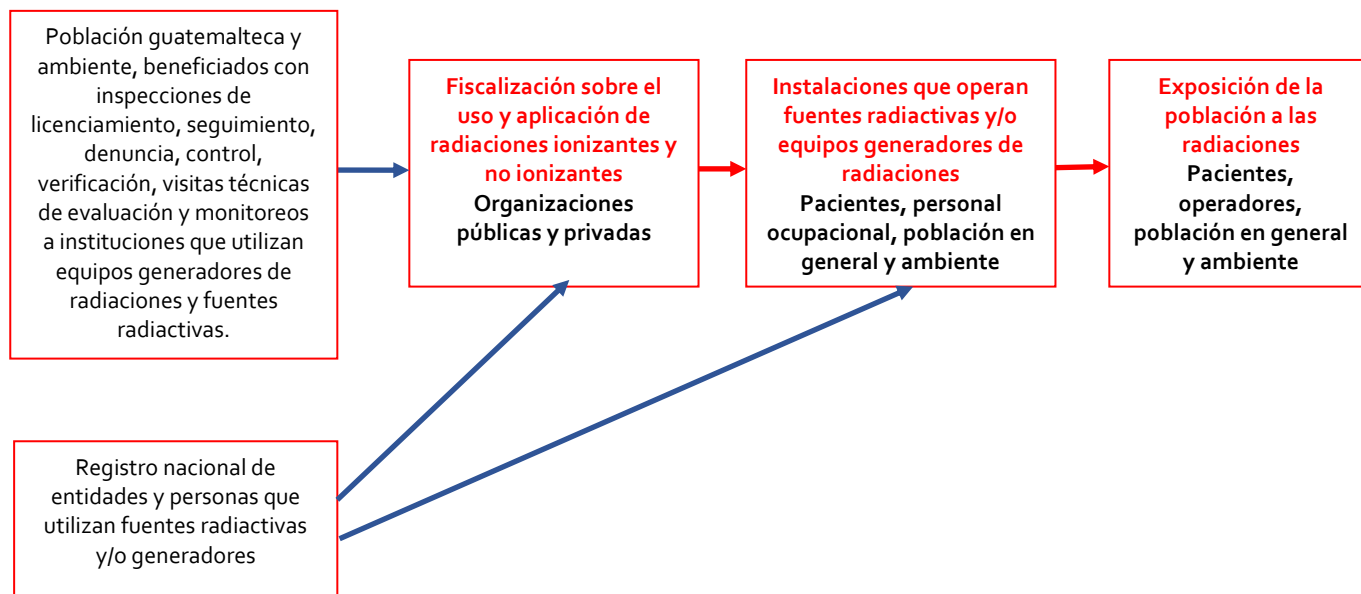 Población guatemalteca y
ambiente, beneficiados con
inspecciones de
licenciamiento, seguimiento,
denuncia, control,
verificación, visitas técnicas
de evaluación y monitoreos
a instituciones que utilizan
equipos generadores de
radiaciones y fuentes
radiactivas.
Fiscalización sobre el
uso y aplicación de
radiaciones ionizantes y
no ionizantes
Organizaciones
públicas y privadas
Instalaciones que operan
fuentes radiactivas y/o
equipos generadores de
radiaciones
Pacientes, personal
ocupacional, población en
general y ambiente
Exposición de la
población a las
radiaciones
Pacientes,
operadores,
población en general
y ambiente
Registro nacional de
entidades y personas que
utilizan fuentes radiactivas
y/o generadores